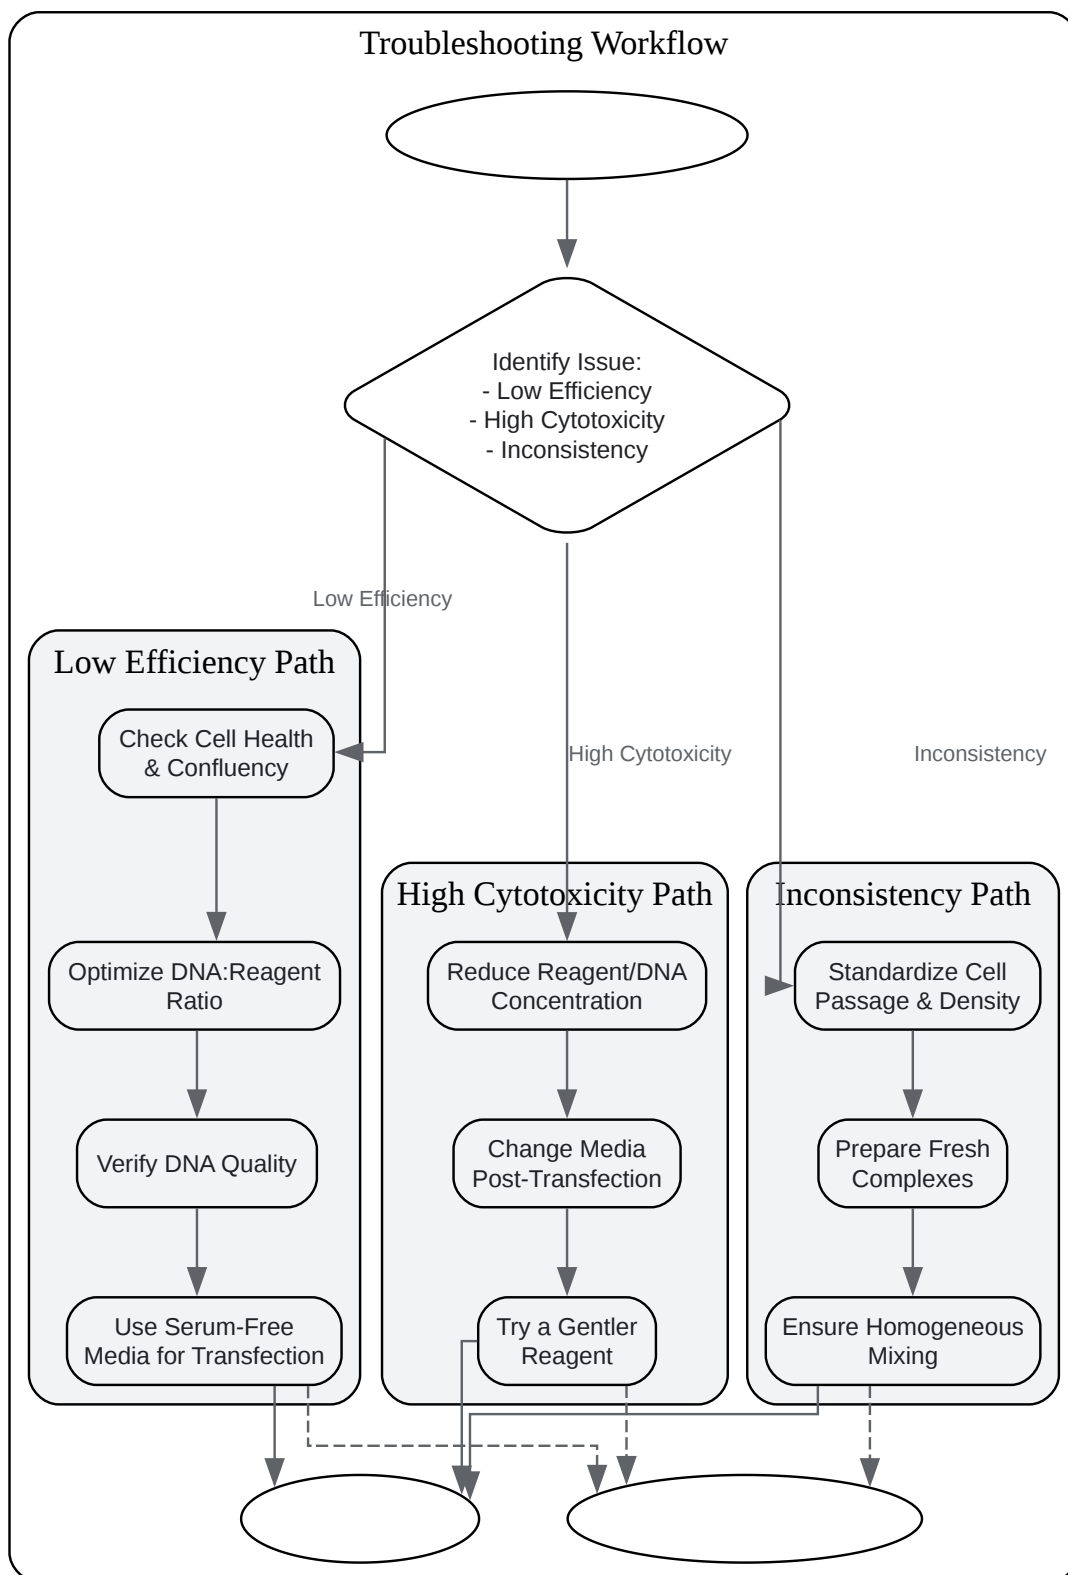 Troubleshooting Workflow
Identify Issue:
- Low Efficiency
- High Cytotoxicity
- Inconsistency
Low Efficiency
Low Efficiency Path
Check Cell Health
& Confluency
High Cytotoxicity
Inconsistency
High Cytotoxicity Path
Inconsistency Path
Optimize DNA:Reagent
Ratio
Reduce Reagent/DNA
Concentration
Standardize Cell
Passage & Density
Verify DNA Quality
Change Media
Post-Transfection
Prepare Fresh
Complexes
Use Serum-Free
Media for Transfection
Try a Gentler
Reagent
Ensure Homogeneous
Mixing